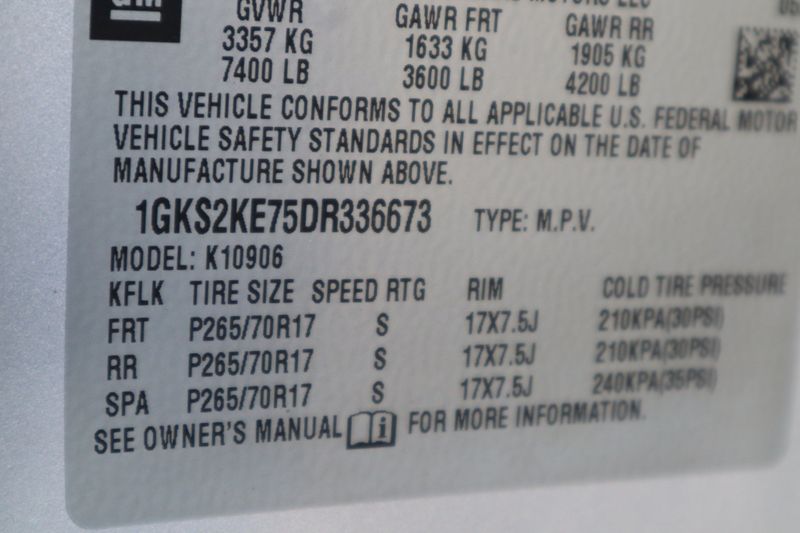 GM
GVWR GAWR FRT GAWR RR
3357 KG 1633 KG 1905 KG
7400 LB 3600 LB 4200 LB
THIS VEHICLE CONFORMS TO ALL APPLICABLE U.S. FEDERAL MOTOR
VEHICLE SAFETY STANDARDS IN EFFECT ON THE DATE OF
MANUFACTURE SHOWN ABOVE.
1GKS2KE75DR336673 TYPE: M.P.V.
MODEL: K10906
KFLK TIRE SIZE SPEED RTG RIM COLD TIRE PRESSURE
FRT P265/70R17 S 17X7.5J 210KPA(30PSI)
RR P265/70R17 S 17X7.5J 210KPA(30PSI)
SPA P265/70R17 S 17X7.5J 240KPA(35PSI)
SEE OWNER'S MANUAL i FOR MORE INFORMATION.